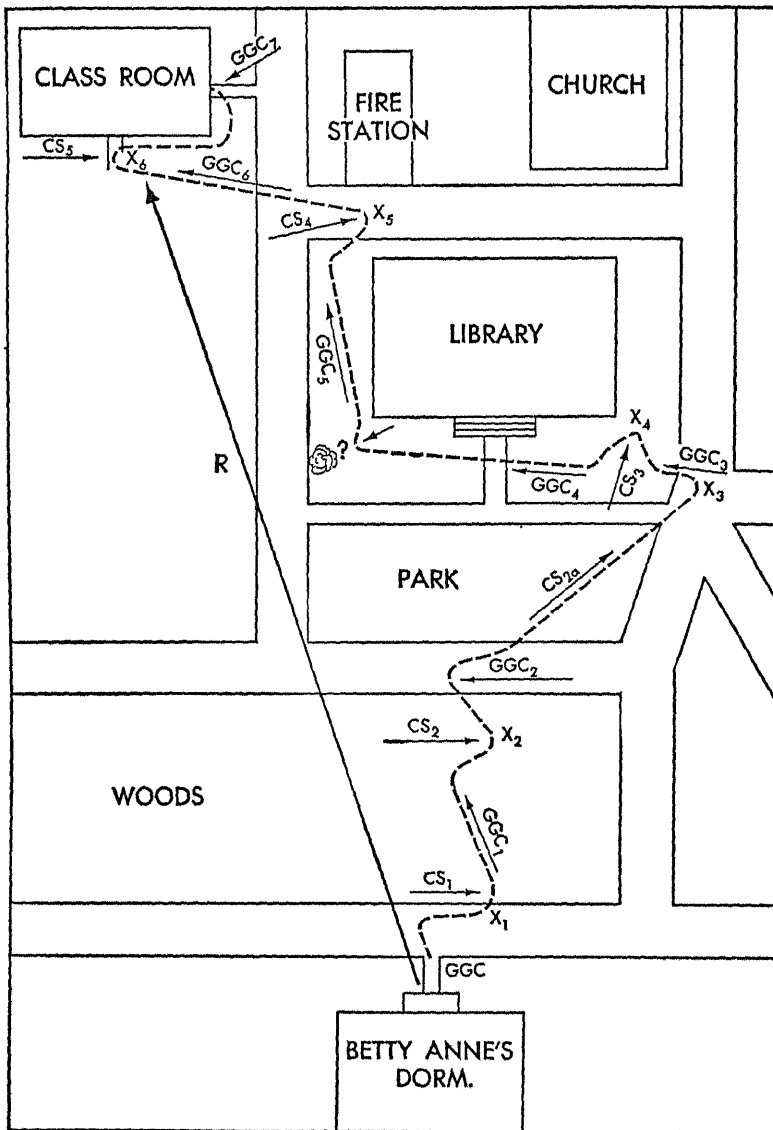 GGC₇
CLASS ROOM
FIRE
STATION
CHURCH
CS₅
X₆
GGC₆
X₅
CS₄
LIBRARY
GGC₅
R
X₄
?
GGC₃
GGC₄
CS₃
X₃
PARK
CS₂ₐ
GGC₂
CS₂
X₂
WOODS
GGC₁
CS₁
X₁
GGC
BETTY ANNE'S
DORM.